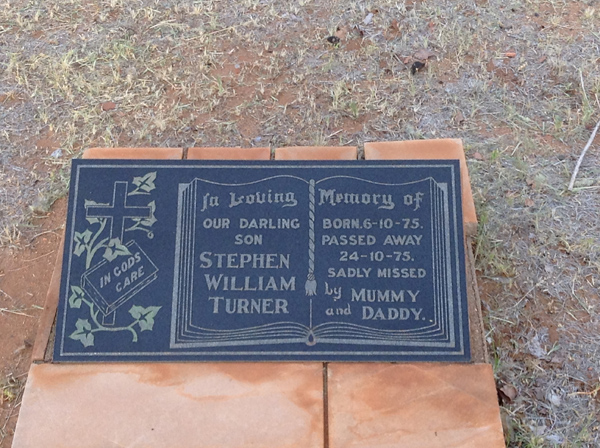 In Loving Memory of
OUR DARLING
SON
STEPHEN
WILLIAM
TURNER
BORN.6-10-75.
PASSED AWAY
24-10-75.
SADLY MISSED
by MUMMY
and DADDY..
IN GODS
CARE